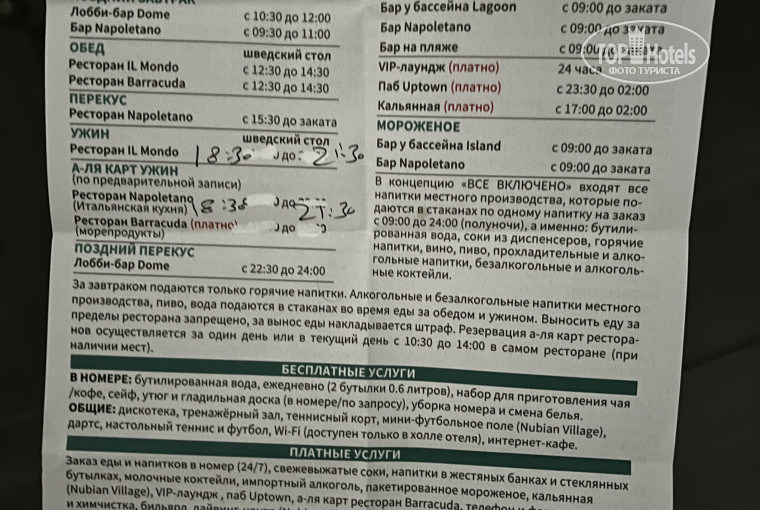 Лобби-бар Dome с 10:30 до 12:00
Бар Napoletano с 09:30 до 11:00
ОБЕД шведский стол
Ресторан IL Mondo с 12:30 до 14:30
Ресторан Barracuda с 12:30 до 14:30
ПЕРЕКУС
Ресторан Napoletano с 15:30 до заката
УЖИН шведский стол
Ресторан IL Mondo 18:30 до: 21:30
А-ЛЯ КАРТ УЖИН
(по предварительной записи)
Ресторан Napoletano
(Итальянская кухня) 18:30 до 21:30
Ресторан Barracuda (платно)
(морепродукты) до
ПОЗДНИЙ ПЕРЕКУС
Лобби-бар Dome с 22:30 до 24:00
Бар у бассейна Lagoon с 09:00 до заката
Бар Napoletano с 09:00 до заката
Бар на пляже с 09:00 до заката
VIP-лаундж (платно) 24 часа
Паб Uptown (платно) с 23:30 до 02:00
Кальянная (платно) с 17:00 до 02:00
МОРОЖЕНОЕ
Бар у бассейна Island с 09:00 до заката
Бар Napoletano с 09:00 до заката
В концепцию «ВСЕ ВКЛЮЧЕНО» входят все
напитки местного производства, которые по-
даются в стаканах по одному напитку на заказ
с 09:00 до 24:00 (полуночи), а именно: бутили-
рованная вода, соки из диспенсеров, горячие
напитки, вино, пиво, прохладительные и алко-
гольные напитки, безалкогольные и алкоголь-
ные коктейли.
За завтраком подаются только горячие напитки. Алкогольные и безалкогольные напитки местного
производства, пиво, вода подаются в стаканах во время еды за обедом и ужином. Выносить еду за
пределы ресторана запрещено, за вынос еды накладывается штраф. Резервация а-ля карт рестора-
нов осуществляется за один день или в текущий день с 10:30 до 14:00 в самом ресторане (при
наличии мест).
БЕСПЛАТНЫЕ УСЛУГИ
В НОМЕРЕ: бутилированная вода, ежедневно (2 бутылки 0.6 литров), набор для приготовления чая
/кофе, сейф, утюг и гладильная доска (в номере/по запросу), уборка номера и смена белья.
ОБЩИЕ: дискотека, тренажёрный зал, теннисный корт, мини-футбольное поле (Nubian Village),
дартс, настольный теннис и футбол, Wi-Fi (доступен только в холле отеля), интернет-кафе.
ПЛАТНЫЕ УСЛУГИ
Заказ еды и напитков в номер (24/7), свежевыжатые соки, напитки в жестяных банках и стеклянных
бутылках, молочные коктейли, импортный алкоголь, пакетированное мороженое, кальянная
(Nubian Village), VIP-лаундж, паб Uptown, а-ля карт ресторан Barracuda, телефон и
и химчистка, бильярд,
TOP Hotels
ФОТО ТУРИСТА